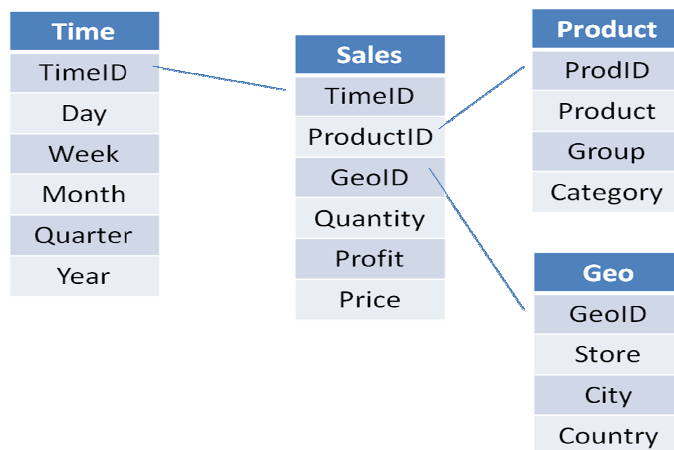 Time
TimeID
Day
Week
Month
Quarter
Year
Sales
TimeID
ProductID
GeoID
Quantity
Profit
Price
Product
ProdID
Product
Group
Category
Geo
GeoID
Store
City
Country